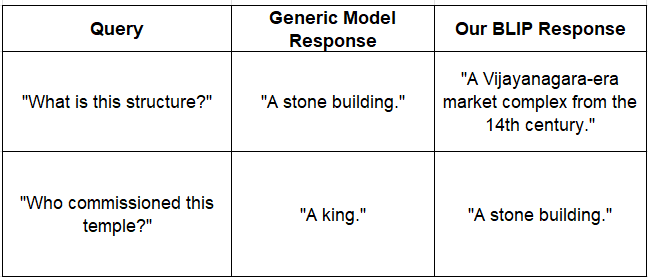 Query
Generic Model
Response
Our BLIP Response
"What is this structure?"
"A stone building."
"A Vijayanagara-era
market complex from the
14th century."
"Who commissioned this
temple?"
"A king."
"A stone building."